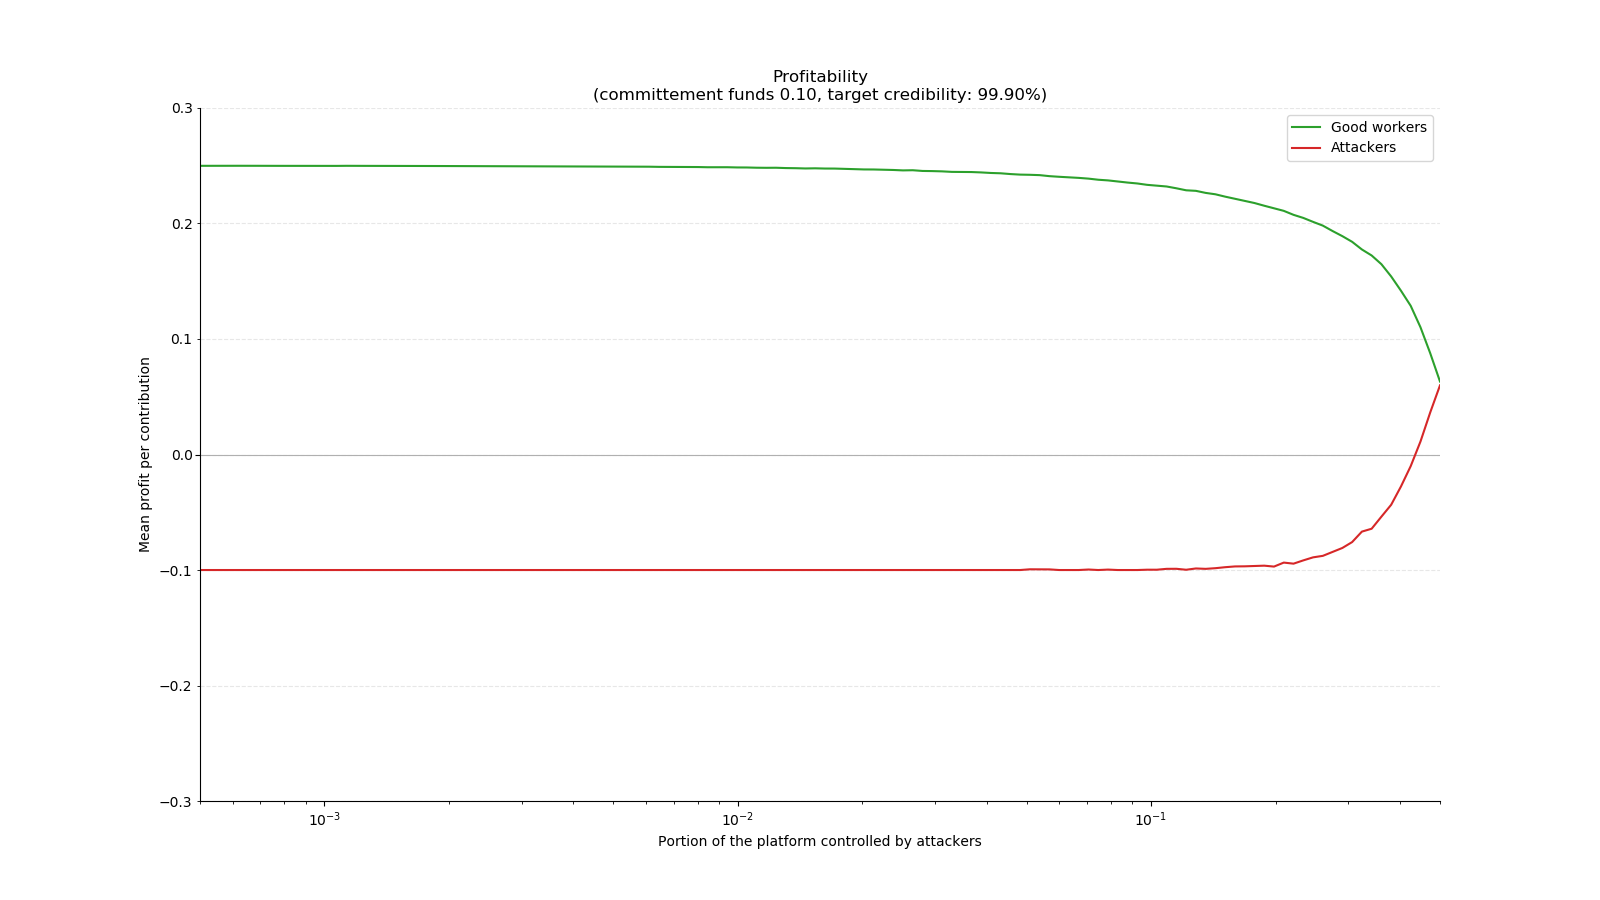 Profitability
(committement funds 0.10, target credibility: 99.90%)
Good workers
Attackers
0.3
0.2
0.1
0.0
−0.1
−0.2
−0.3
Mean profit per contribution
10⁻³ 10⁻² 10⁻¹
Portion of the platform controlled by attackers